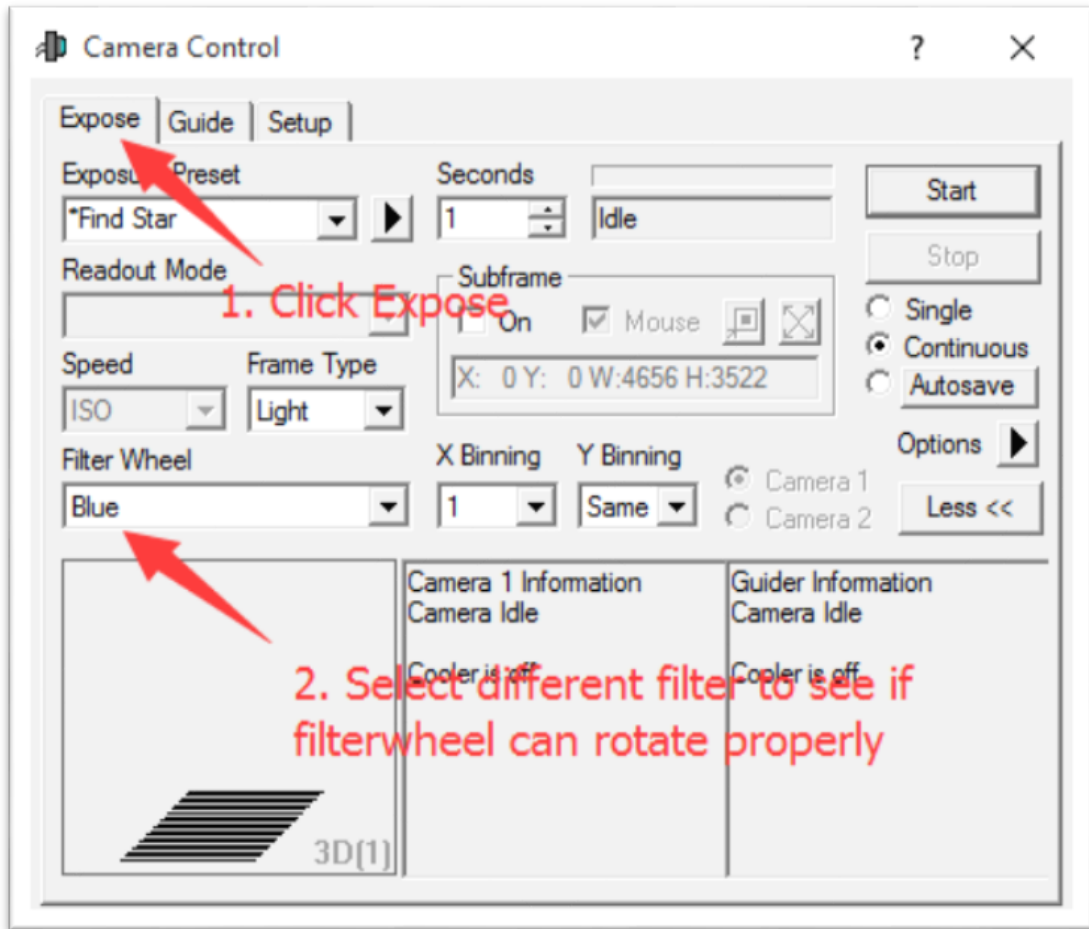 Camera Control
?
Expose
Guide
Setup
Exposure Preset
Seconds
*Find Star
1
Idle
Start
Stop
Readout Mode
1. Click Expose
Subframe
On
Mouse
X: 0 Y: 0 W:4656 H:3522
Single
Continuous
Autosave
Speed
Frame Type
ISO
Light
Options
Filter Wheel
X Binning
Y Binning
Blue
1
Same
Camera 1
Camera 2
Less <<
3D(1)
Camera 1 Information
Camera Idle
Cooler is off
Guider Information
Camera Idle
Cooler is off
2. Select different filter to see if
filterwheel can rotate properly